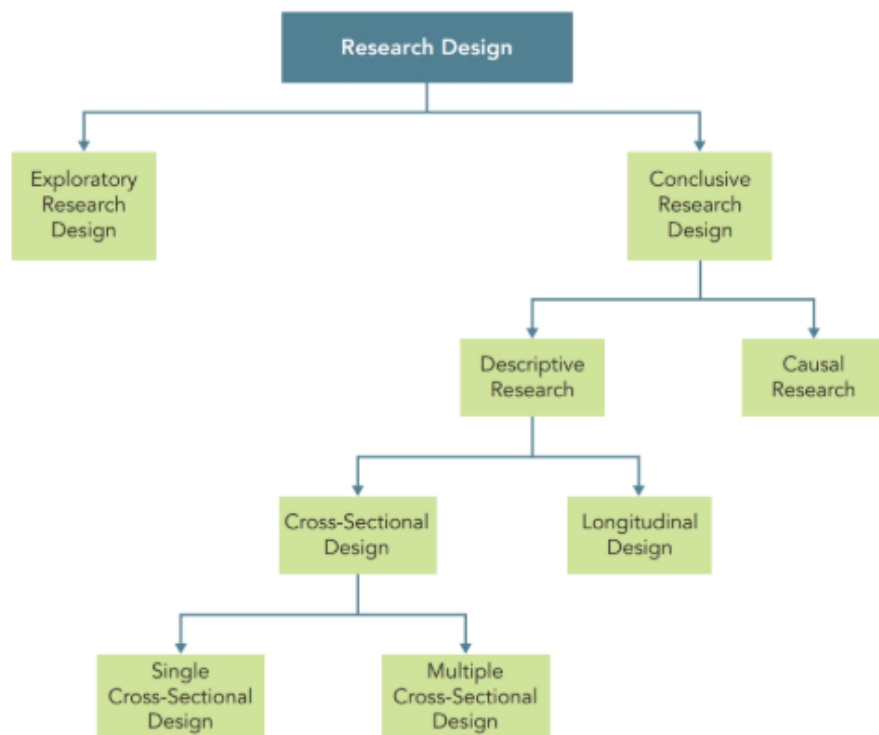 Research Design
Exploratory
Research
Design
Conclusive
Research
Design
Descriptive
Research
Causal
Research
Cross-Sectional
Design
Longitudinal
Design
Single
Cross-Sectional
Design
Multiple
Cross-Sectional
Design